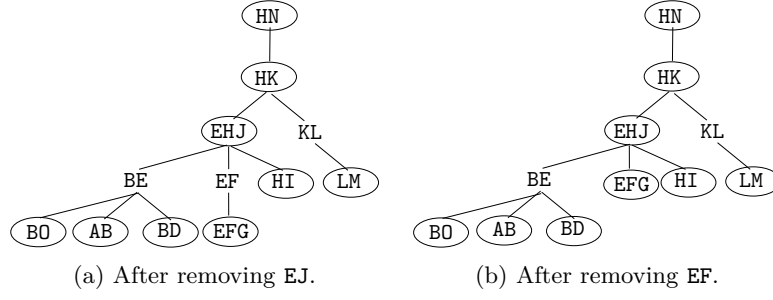 HN HN
HK HK
EHJ KL EHJ KL
BE EF HI LM BE EFG HI LM
BO AB BD EFG BO AB BD
(a) After removing EJ. (b) After removing EF.